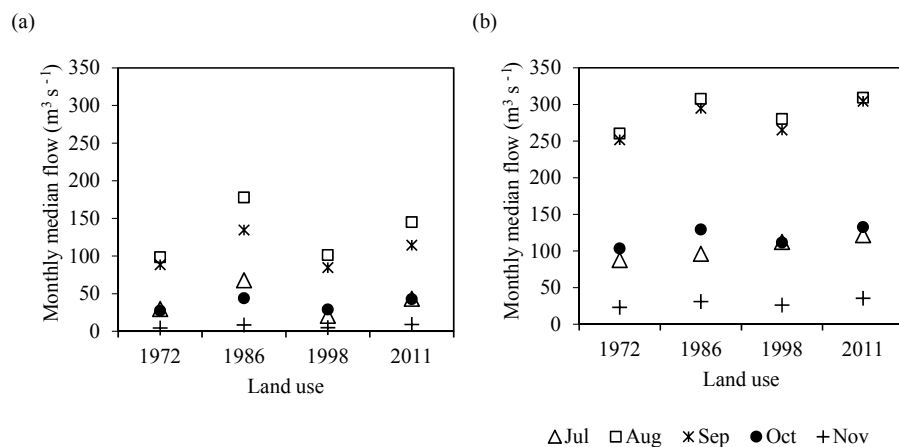 (a)
Monthly median flow (m³ s⁻¹)
350
300
250
200
150
100
50
0
1972 1986 1998 2011
Land use
(b)
Monthly median flow (m³ s⁻¹)
350
300
250
200
150
100
50
0
1972 1986 1998 2011
Land use
Jul Aug Sep Oct Nov